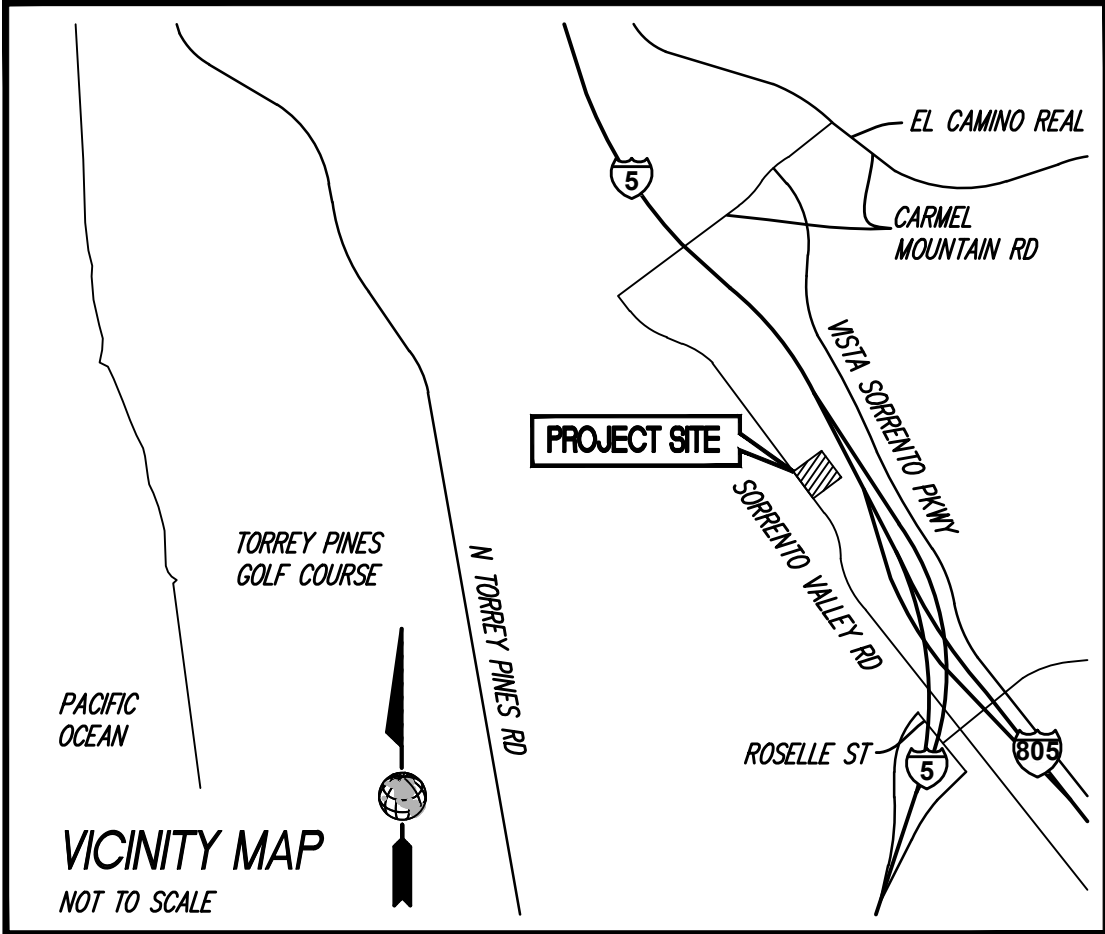 EL CAMINO REAL
5
CARMEL
MOUNTAIN RD
VISTA SORRENTO PKWY
PROJECT SITE
SORRENTO VALLEY RD
TORREY PINES
GOLF COURSE
N TORREY PINES RD
PACIFIC
OCEAN
ROSELLE ST
5
805
VICINITY MAP
NOT TO SCALE